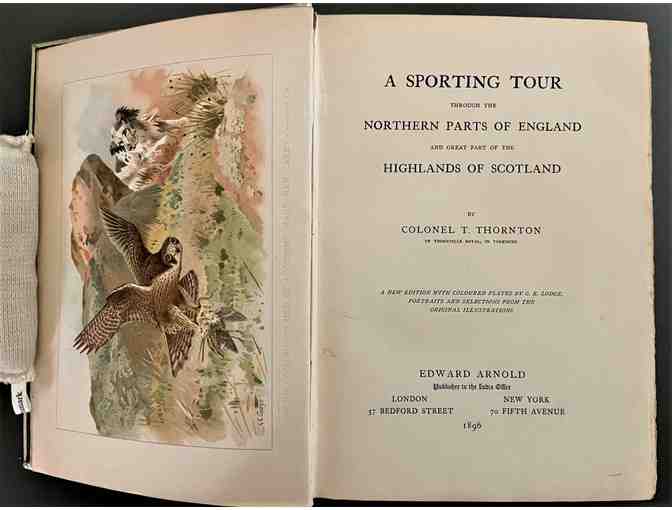 A SPORTING TOUR
THROUGH THE
NORTHERN PARTS OF ENGLAND
AND GREAT PART OF THE
HIGHLANDS OF SCOTLAND
BY
COLONEL T. THORNTON
OF THORNVILLE ROYAL, IN YORKSHIRE
A NEW EDITION WITH COLOURED PLATES BY G. E. LODGE,
PORTRAITS AND SELECTIONS FROM THE
ORIGINAL ILLUSTRATIONS
EDWARD ARNOLD
Publisher to the India Office
LONDON NEW YORK
37 BEDFORD STREET 70 FIFTH AVENUE
1896
mark